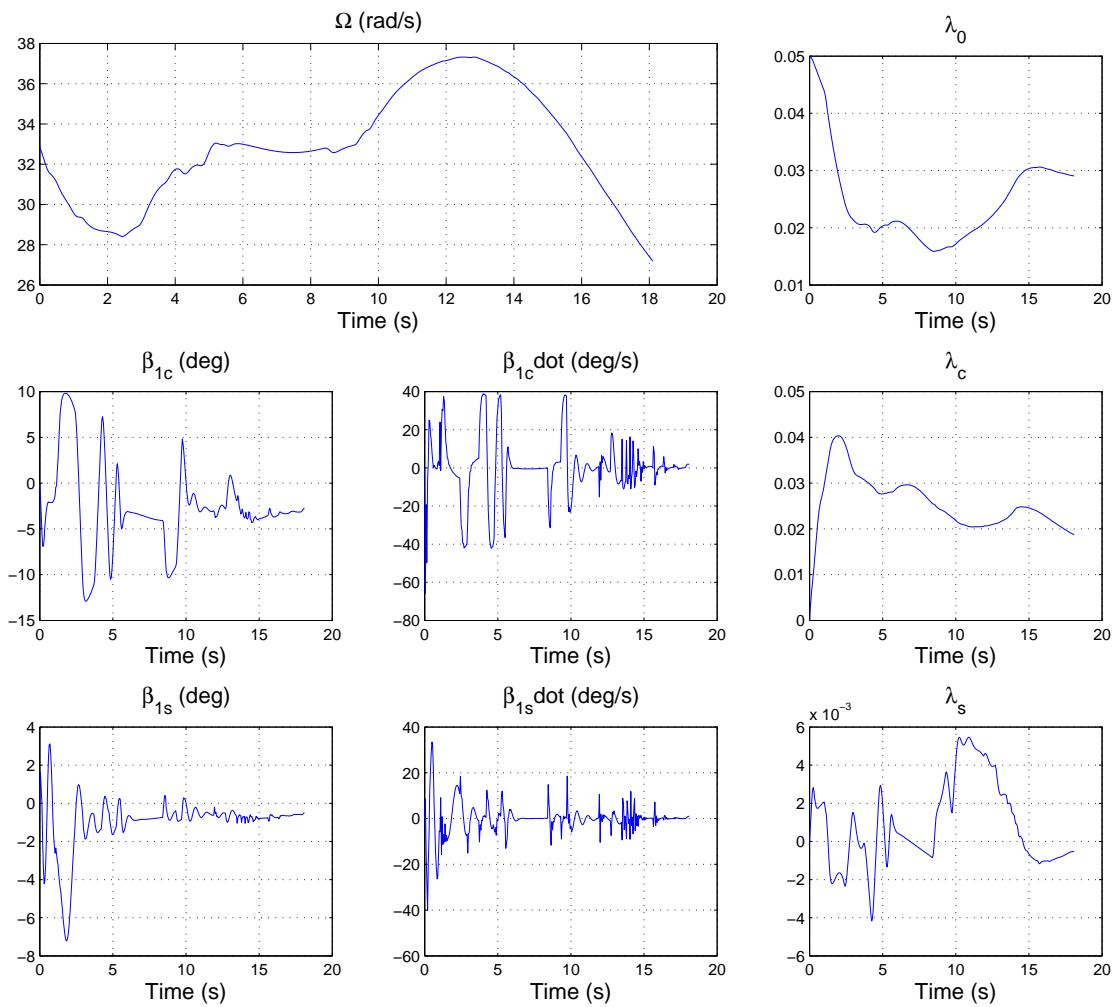 Ω (rad/s)
38
36
34
32
30
28
26
0 2 4 6 8 10 12 14 16 18 20
Time (s)
λ0
0.05
0.04
0.03
0.02
0.01
0 5 10 15 20
Time (s)
β1c (deg)
10
5
0
−5
−10
−15
0 5 10 15 20
Time (s)
β1cdot (deg/s)
40
20
0
−20
−40
−60
−80
0 5 10 15 20
Time (s)
λc
0.05
0.04
0.03
0.02
0.01
0
0 5 10 15 20
Time (s)
β1s (deg)
4
2
0
−2
−4
−6
−8
0 5 10 15 20
Time (s)
β1sdot (deg/s)
40
20
0
−20
−40
−60
0 5 10 15 20
Time (s)
λs
x 10−3
6
4
2
0
−2
−4
−6
0 5 10 15 20
Time (s)